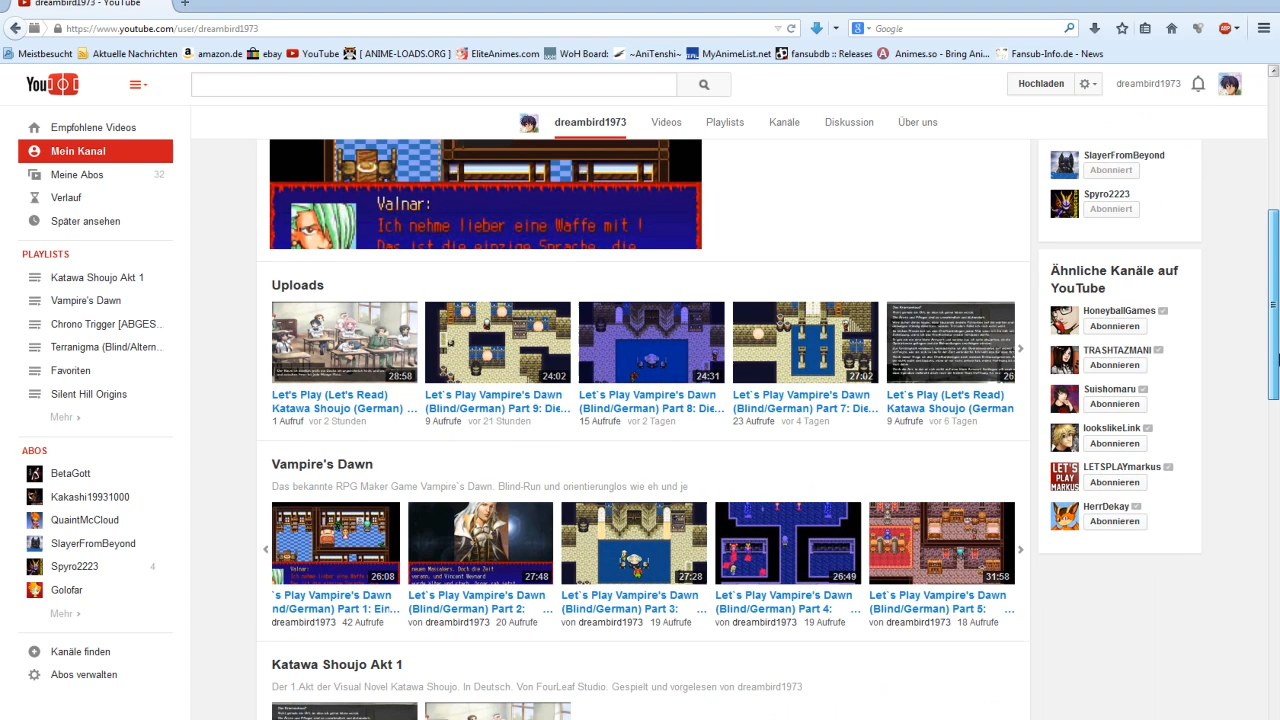 dreambird1973 - YouTube
https://www.youtube.com/user/dreambird1973
Google
Meistbesucht
Aktuelle Nachrichten
amazon.de
ebay
YouTube
[ ANIME-LOADS.ORG ]
EliteAnimes.com
WoH Board:
~AniTenshi~
MyAnimeList.net
fansubdb :: Releases
Animes.so - Bring Ani...
Fansub-Info.de - News
You
Hochladen
dreambird1973
dreambird1973
Videos
Playlists
Kanäle
Diskussion
Über uns
Empfohlene Videos
Mein Kanal
Meine Abos 32
Verlauf
Später ansehen
PLAYLISTS
Katawa Shoujo Akt 1
Vampire's Dawn
Chrono Trigger [ABGES...
Terranigma (Blind/Altern...
Favoriten
Silent Hill Origins
Mehr ›
ABOS
BetaGott
Kakashi19931000
QuaintMcCloud
SlayerFromBeyond
Spyro2223 4
Golofar
Mehr ›
Kanäle finden
Abos verwalten
Valnar:
Ich nehme lieber eine Waffe mit !
Das ist die einzige Sprache, die
Uploads
28:58
Let's Play (Let's Read)
Katawa Shoujo (German) ...
1 Aufruf vor 2 Stunden
24:02
Let`s Play Vampire's Dawn
(Blind/German) Part 9: Die...
9 Aufrufe vor 21 Stunden
24:31
Let`s Play Vampire's Dawn
(Blind/German) Part 8: Die...
15 Aufrufe vor 2 Tagen
27:02
Let`s Play Vampire's Dawn
(Blind/German) Part 7: Die...
23 Aufrufe vor 4 Tagen
26
Let's Play (Let's Read)
Katawa Shoujo (German
9 Aufrufe vor 6 Tagen
Vampire's Dawn
Das bekannte RPG Maker Game Vampire`s Dawn. Blind-Run und orientierunglos wie eh und je
Valnar:
26:08
`s Play Vampire's Dawn
nd/German) Part 1: Ein...
dreambird1973 42 Aufrufe
27:48
Let`s Play Vampire's Dawn
(Blind/German) Part 2: ...
von dreambird1973 20 Aufrufe
27:28
Let`s Play Vampire's Dawn
(Blind/German) Part 3: ...
von dreambird1973 19 Aufrufe
26:49
Let`s Play Vampire's Dawn
(Blind/German) Part 4: ...
von dreambird1973 19 Aufrufe
31:58
Let`s Play Vampire's Dawn
(Blind/German) Part 5: ...
von dreambird1973 18 Aufrufe
Katawa Shoujo Akt 1
Der 1.Akt der Visual Novel Katawa Shoujo. In Deutsch. Von FourLeaf Studio. Gespielt und vorgelesen von dreambird1973
SlayerFromBeyond
Abonniert
Spyro2223
Abonniert
Ähnliche Kanäle auf
YouTube
HoneyballGames
Abonnieren
TRASHTAZMANI
Abonnieren
Suishomaru
Abonnieren
lookslikeLink
Abonnieren
LET'S
PLAY
MARKUS
LETSPLAYmarkus
Abonnieren
HerrDekay
Abonnieren